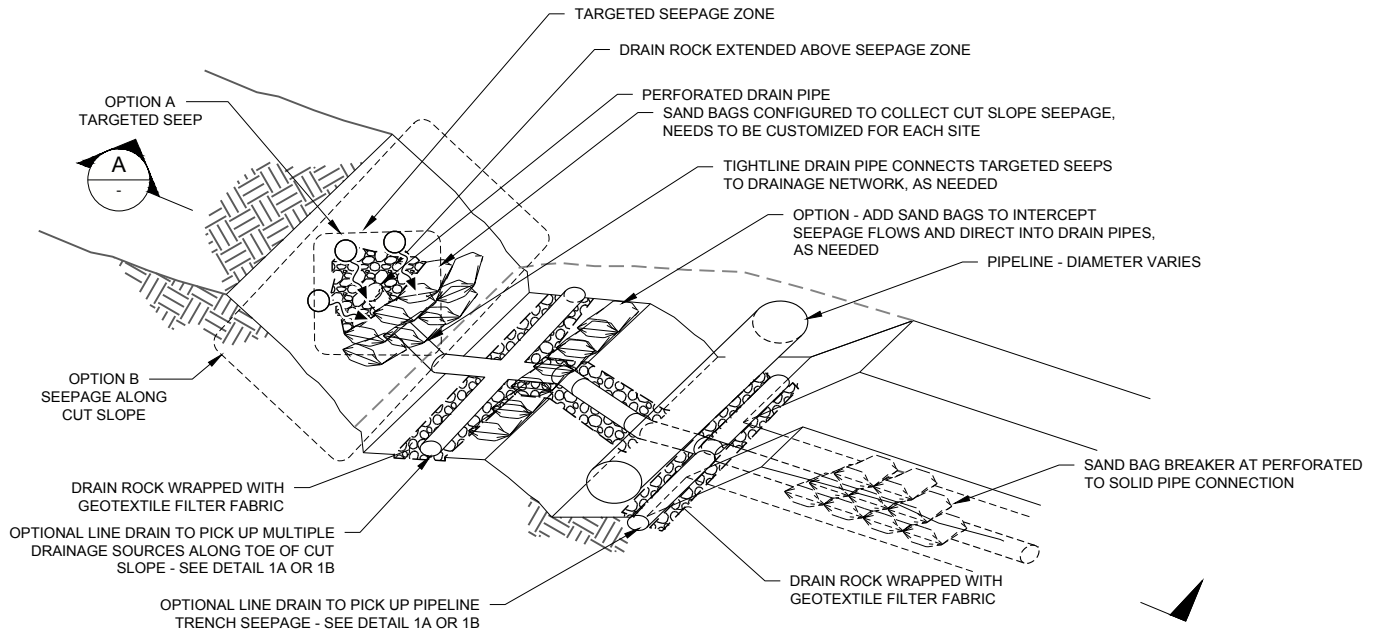 TARGETED SEEPAGE ZONE
DRAIN ROCK EXTENDED ABOVE SEEPAGE ZONE
PERFORATED DRAIN PIPE
SAND BAGS CONFIGURED TO COLLECT CUT SLOPE SEEPAGE,
NEEDS TO BE CUSTOMIZED FOR EACH SITE
TIGHTLINE DRAIN PIPE CONNECTS TARGETED SEEPS
TO DRAINAGE NETWORK, AS NEEDED
OPTION - ADD SAND BAGS TO INTERCEPT
SEEPAGE FLOWS AND DIRECT INTO DRAIN PIPES,
AS NEEDED
PIPELINE - DIAMETER VARIES
OPTION A
TARGETED SEEP
A
-
OPTION B
SEEPAGE ALONG
CUT SLOPE
DRAIN ROCK WRAPPED WITH
GEOTEXTILE FILTER FABRIC
OPTIONAL LINE DRAIN TO PICK UP MULTIPLE
DRAINAGE SOURCES ALONG TOE OF CUT
SLOPE - SEE DETAIL 1A OR 1B
OPTIONAL LINE DRAIN TO PICK UP PIPELINE
TRENCH SEEPAGE - SEE DETAIL 1A OR 1B
SAND BAG BREAKER AT PERFORATED
TO SOLID PIPE CONNECTION
DRAIN ROCK WRAPPED WITH
GEOTEXTILE FILTER FABRIC